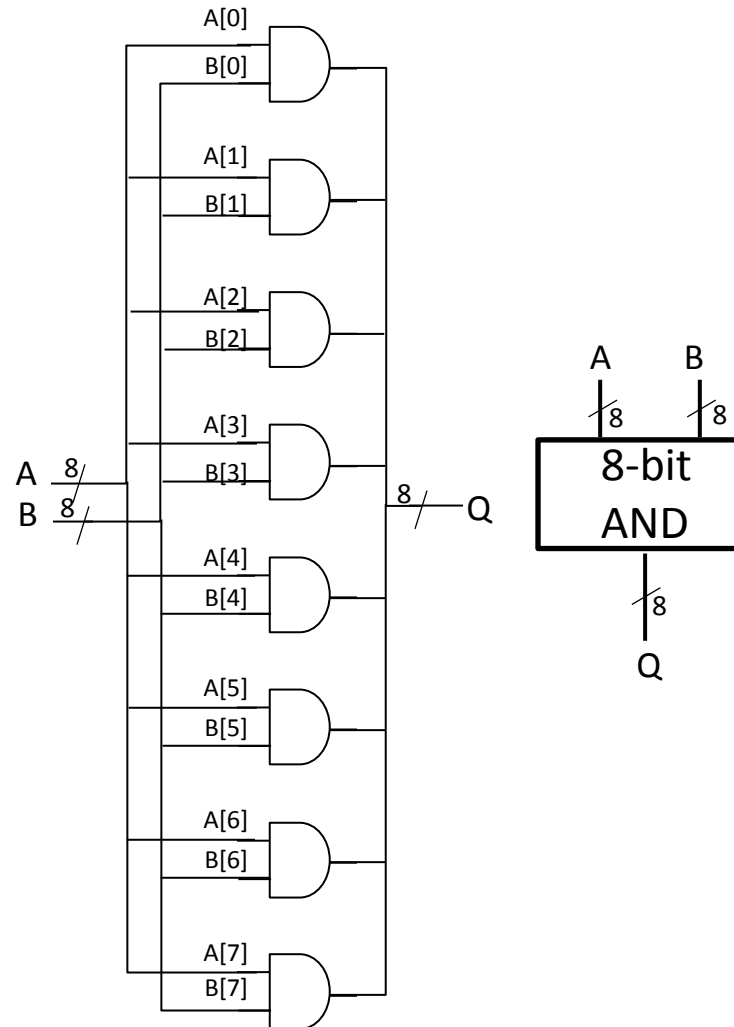 A[0]
B[0]
A[1]
B[1]
A[2]
B[2]
A[3]
B[3]
A 8
B 8
A[4]
B[4]
A[5]
B[5]
A[6]
B[6]
A[7]
B[7]
8 Q
A B
8 8
8-bit
AND
8
Q